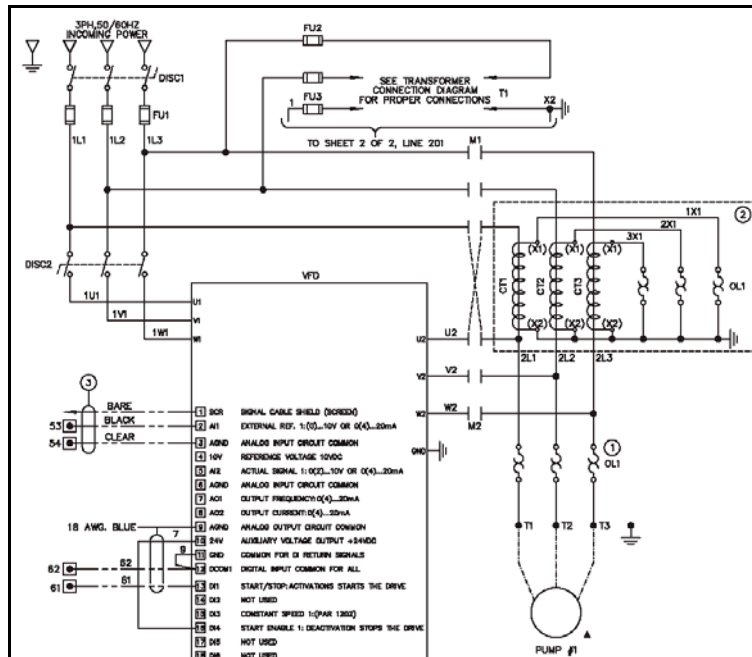 3PH,50/60HZ
INCOMING POWER
DISC1
FU1
1L1
1L2
1L3
FU2
SEE TRANSFORMER
CONNECTION DIAGRAM
FOR PROPER CONNECTIONS
T1
1
FU3
X2
TO SHEET 2 OF 2, LINE 201
M1
DISC2
1U1
1V1
1W1
VFD
U1
V1
W1
U2
V2
W2
GND
U2
V2
W2
M2
1X1
2X1
3X1
2
(X1)
(X1)
(X1)
CT1
CT2
CT3
OL1
(X2)
(X2)
(X2)
2L1
2L2
2L3
1
OL1
T1
T2
T3
PUMP #1
3
BARE
53
BLACK
54
CLEAR
18 AWG. BLUE
7
9
62
62
61
61
1 SCR SIGNAL CABLE SHIELD (SCREEN)
2 AI1 EXTERNAL REF. 1:(0)...10V OR 0(4)...20mA
3 AGND ANALOG INPUT CIRCUIT COMMON
4 10V REFERENCE VOLTAGE 10VDC
5 AI2 ACTUAL SIGNAL 1: 0(2)...10V OR 0(4)...20mA
6 AGND ANALOG INPUT CIRCUIT COMMON
7 AO1 OUTPUT FREQUENCY:0(4)...20mA
8 AO2 OUTPUT CURRENT:0(4)...20mA
9 AGND ANALOG OUTPUT CIRCUIT COMMON
10 24V AUXILIARY VOLTAGE OUTPUT +24VDC
11 GND COMMON FOR DI RETURN SIGNALS
12 DCOM1 DIGITAL INPUT COMMON FOR ALL
13 DI1 START/STOP:ACTIVATIONS STARTS THE DRIVE
14 DI2 NOT USED
15 DI3 CONSTANT SPEED 1:(PAR 1202)
16 DI4 START ENABLE 1: DEACTIVATION STOPS THE DRIVE
17 DI5 NOT USED
18 DI6 NOT USED